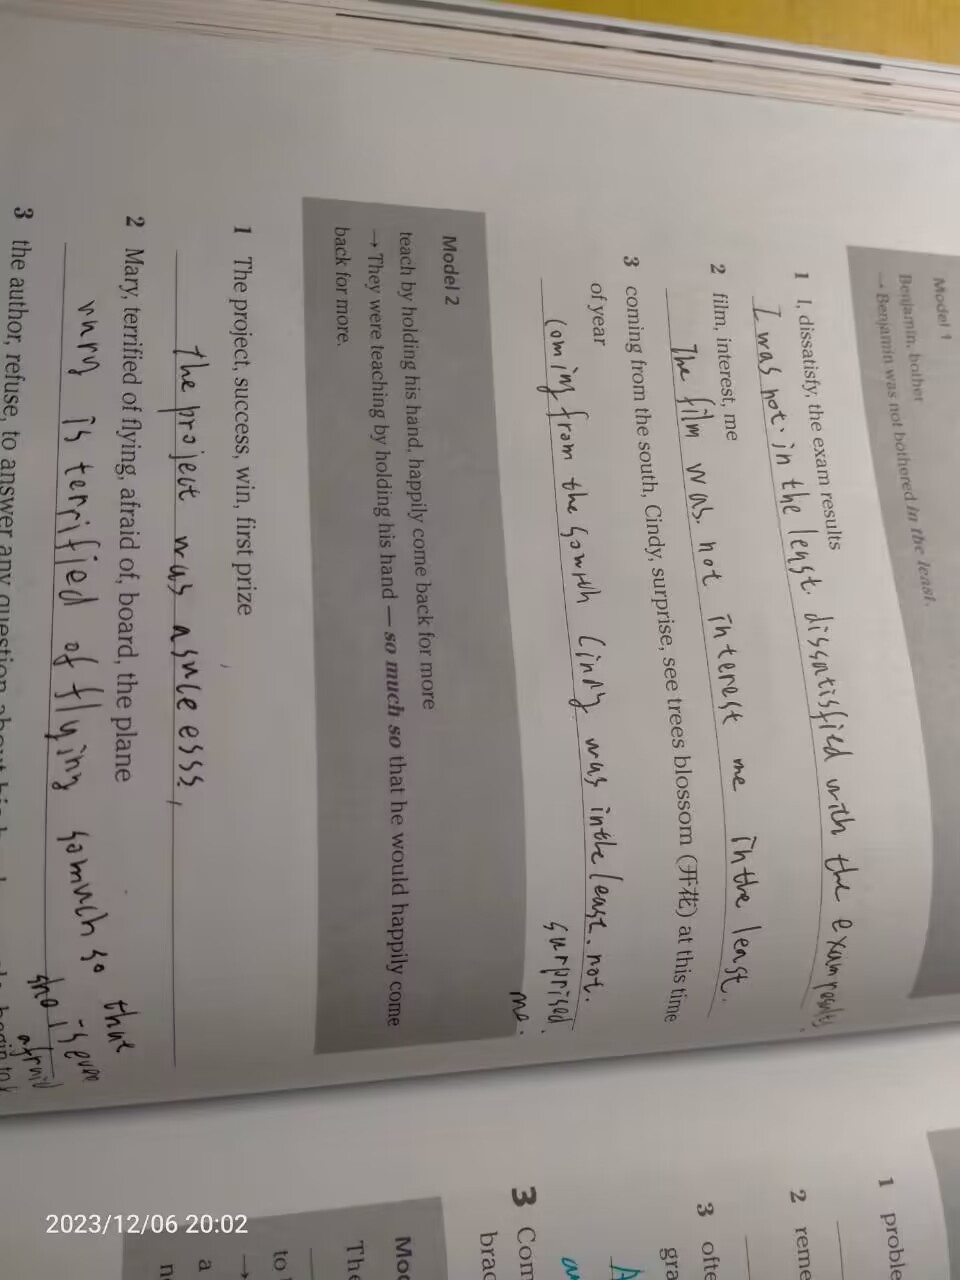 Model 1
Benjamin, bother
→ Benjamin was not bothered in the least.
1 I, dissatisfy, the exam results
I was not in the least dissatisfied with the exam results
2 film, interest, me
The film was not interest me in the least.
3 coming from the south, Cindy, surprise, see trees blossom (开花) at this time
of year
Coming from the south Cindy was in the least. not.
surprised.
me.
Model 2
teach by holding his hand, happily come back for more
→ They were teaching by holding his hand — so much so that he would happily come
back for more.
1 The project, success, win, first prize
the project was a
2 Mary, terrified of flying, afraid of, board, the plane
is terrified of flying so much so that
she is even
afraid
3 the author, refuse, to answer any question about
1 proble
2 reme
3 ofte
gra
3 Com
brac
A
Moc
The
to
→
a
2023/12/06 20:02